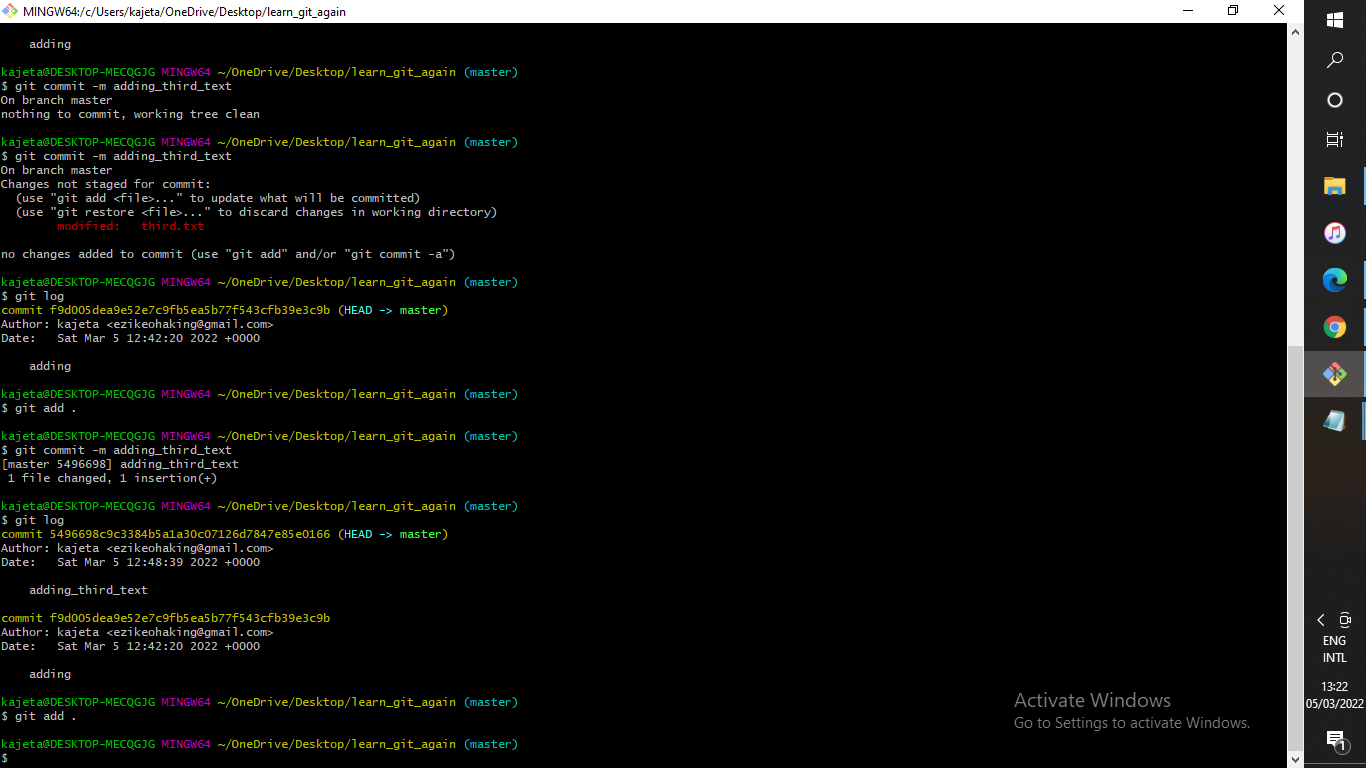 MINGW64:/c/Users/kajeta/OneDrive/Desktop/learn_git_again
adding
kajeta@DESKTOP-MECQGJG MINGW64 ~/OneDrive/Desktop/learn_git_again (master)
$ git commit -m adding_third_text
On branch master
nothing to commit, working tree clean
kajeta@DESKTOP-MECQGJG MINGW64 ~/OneDrive/Desktop/learn_git_again (master)
$ git commit -m adding_third_text
On branch master
Changes not staged for commit:
(use "git add <file>..." to update what will be committed)
(use "git restore <file>..." to discard changes in working directory)
modified:   third.txt
no changes added to commit (use "git add" and/or "git commit -a")
kajeta@DESKTOP-MECQGJG MINGW64 ~/OneDrive/Desktop/learn_git_again (master)
$ git log
commit f9d005dea9e52e7c9fb5ea5b77f543cfb39e3c9b (HEAD -> master)
Author: kajeta <ezikeohaking@gmail.com>
Date:   Sat Mar 5 12:42:20 2022 +0000
adding
kajeta@DESKTOP-MECQGJG MINGW64 ~/OneDrive/Desktop/learn_git_again (master)
$ git add .
kajeta@DESKTOP-MECQGJG MINGW64 ~/OneDrive/Desktop/learn_git_again (master)
$ git commit -m adding_third_text
[master 5496698] adding_third_text
1 file changed, 1 insertion(+)
kajeta@DESKTOP-MECQGJG MINGW64 ~/OneDrive/Desktop/learn_git_again (master)
$ git log
commit 5496698c9c3384b5a1a30c07126d7847e85e0166 (HEAD -> master)
Author: kajeta <ezikeohaking@gmail.com>
Date:   Sat Mar 5 12:48:39 2022 +0000
adding_third_text
commit f9d005dea9e52e7c9fb5ea5b77f543cfb39e3c9b
Author: kajeta <ezikeohaking@gmail.com>
Date:   Sat Mar 5 12:42:20 2022 +0000
adding
kajeta@DESKTOP-MECQGJG MINGW64 ~/OneDrive/Desktop/learn_git_again (master)
$ git add .
kajeta@DESKTOP-MECQGJG MINGW64 ~/OneDrive/Desktop/learn_git_again (master)
$
Activate Windows
Go to Settings to activate Windows.
ENG
INTL
13:22
05/03/2022
1